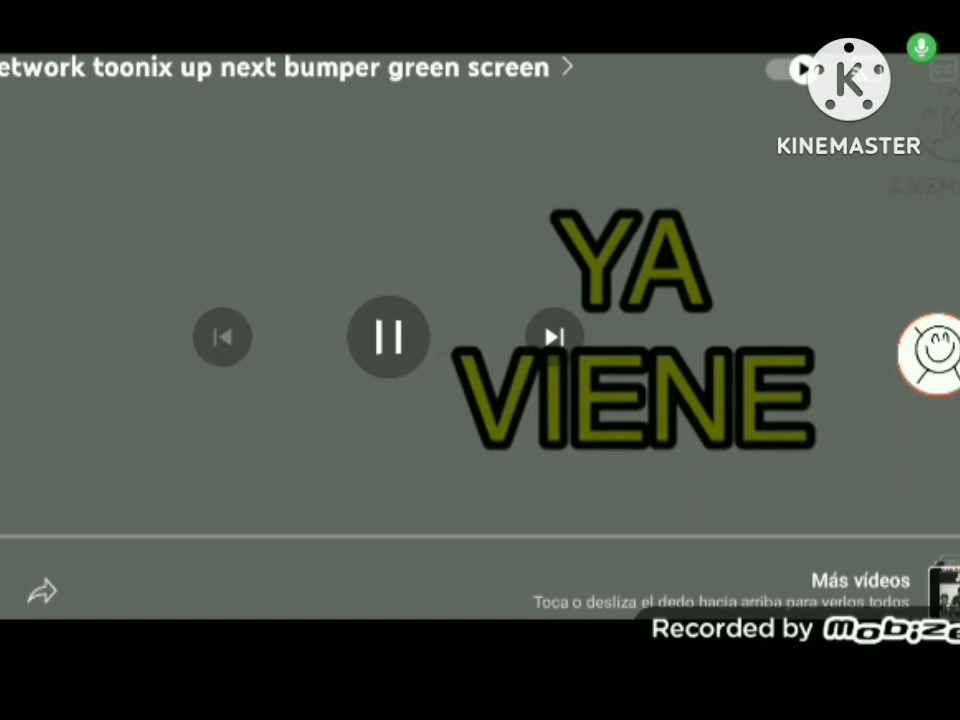 etwork toonix up next bumper green screen
KINEMASTER
YA
VIENE
Más vídeos
Toca o desliza el dedo hacia arriba para verlos todos
Recorded by